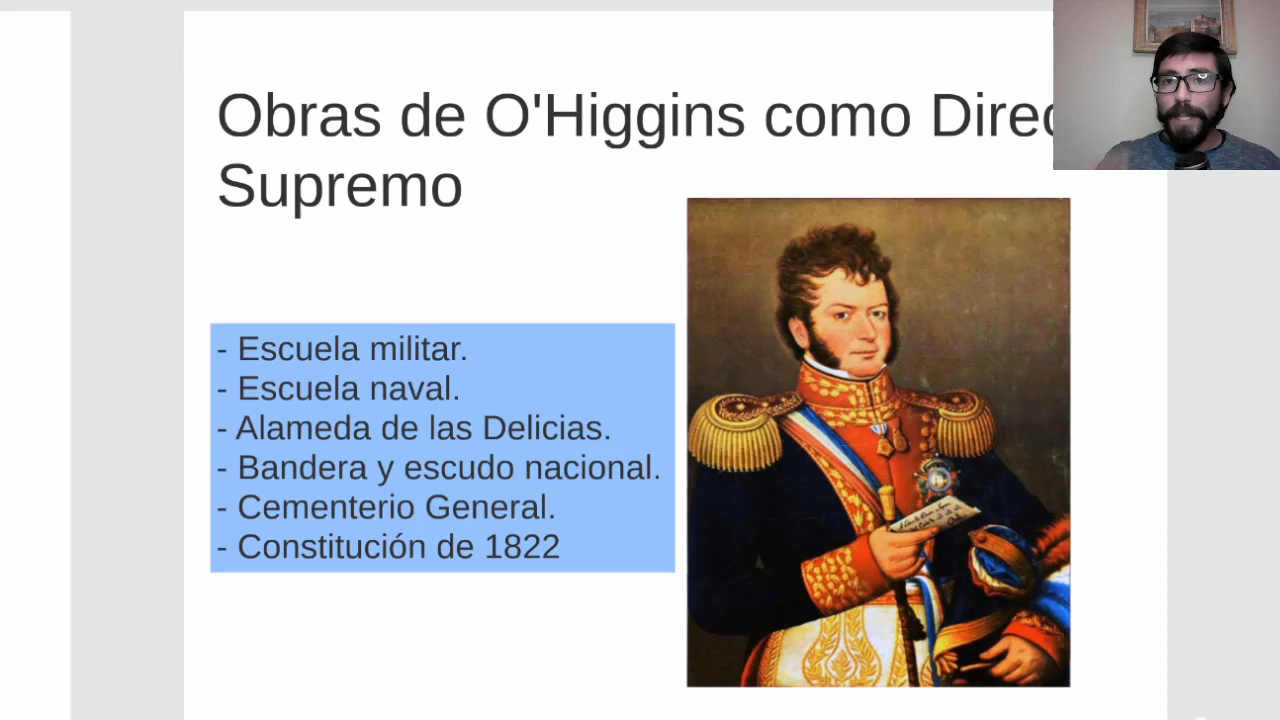 Obras de O'Higgins como Direc
Supremo
- Escuela militar.
- Escuela naval.
- Alameda de las Delicias.
- Bandera y escudo nacional.
- Cementerio General.
- Constitución de 1822